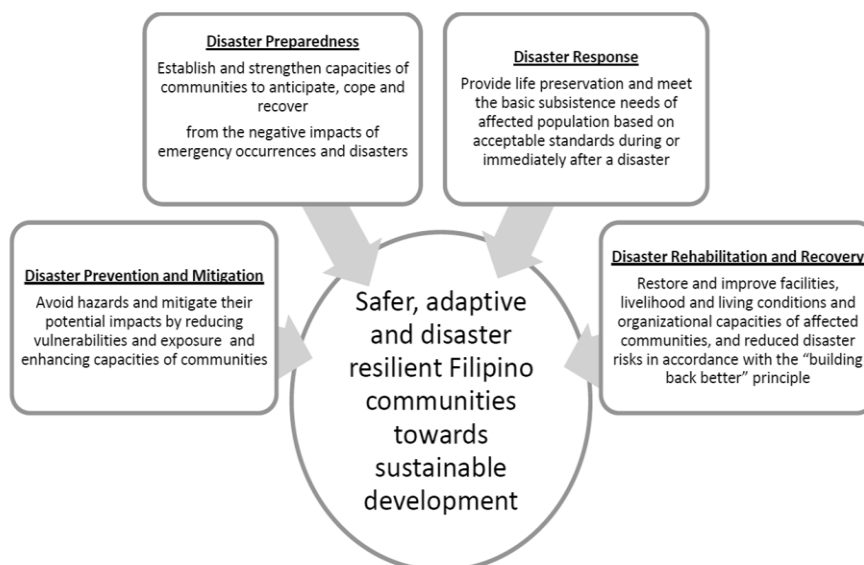 Disaster Preparedness
Establish and strengthen capacities of
communities to anticipate, cope and
recover
from the negative impacts of
emergency occurrences and disasters
Disaster Response
Provide life preservation and meet
the basic subsistence needs of
affected population based on
acceptable standards during or
immediately after a disaster
Disaster Prevention and Mitigation
Avoid hazards and mitigate their
potential impacts by reducing
vulnerabilities and exposure and
enhancing capacities of communities
Disaster Rehabilitation and Recovery
Restore and improve facilities,
livelihood and living conditions and
organizational capacities of affected
communities, and reduced disaster
risks in accordance with the “building
back better” principle
Safer, adaptive
and disaster
resilient Filipino
communities
towards
sustainable
development